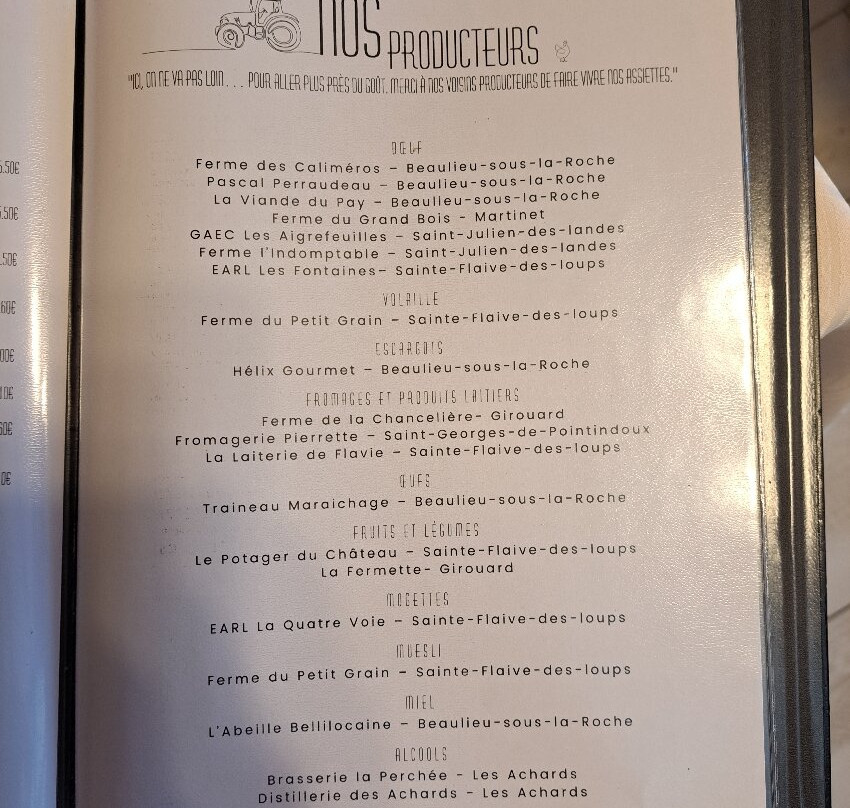 NOS PRODUCTEURS
"ICI, ON NE VA PAS LOIN... POUR ALLER PLUS PRÈS DU GOÛT. MERCI À NOS VOISINS PRODUCTEURS DE FAIRE VIVRE NOS ASSIETTES."
BŒUF
Ferme des Caliméros - Beaulieu-sous-la-Roche
Pascal Perraudeau - Beaulieu-sous-la-Roche
La Viande du Pay - Beaulieu-sous-la-Roche
Ferme du Grand Bois - Martinet
GAEC Les Aigrefeuilles - Saint-Julien-des-landes
Ferme l'Indomptable - Saint-Julien-des-landes
EARL Les Fontaines- Sainte-Flaive-des-loups
VOLAILLE
Ferme du Petit Grain - Sainte-Flaive-des-loups
ESCARGOTS
Hélix Gourmet - Beaulieu-sous-la-Roche
FROMAGES ET PRODUITS LAITIERS
Ferme de la Chancelière- Girouard
Fromagerie Pierrette - Saint-Georges-de-Pointindoux
La Laiterie de Flavie - Sainte-Flaive-des-loups
ŒUFS
Traineau Maraichage - Beaulieu-sous-la-Roche
FRUITS ET LÉGUMES
Le Potager du Château - Sainte-Flaive-des-loups
La Fermette- Girouard
MOGETTES
EARL La Quatre Voie - Sainte-Flaive-des-loups
MUESLI
Ferme du Petit Grain - Sainte-Flaive-des-loups
MIEL
L'Abeille Bellilocaine - Beaulieu-sous-la-Roche
ALCOOLS
Brasserie la Perchée - Les Achards
Distillerie des Achards - Les Achards